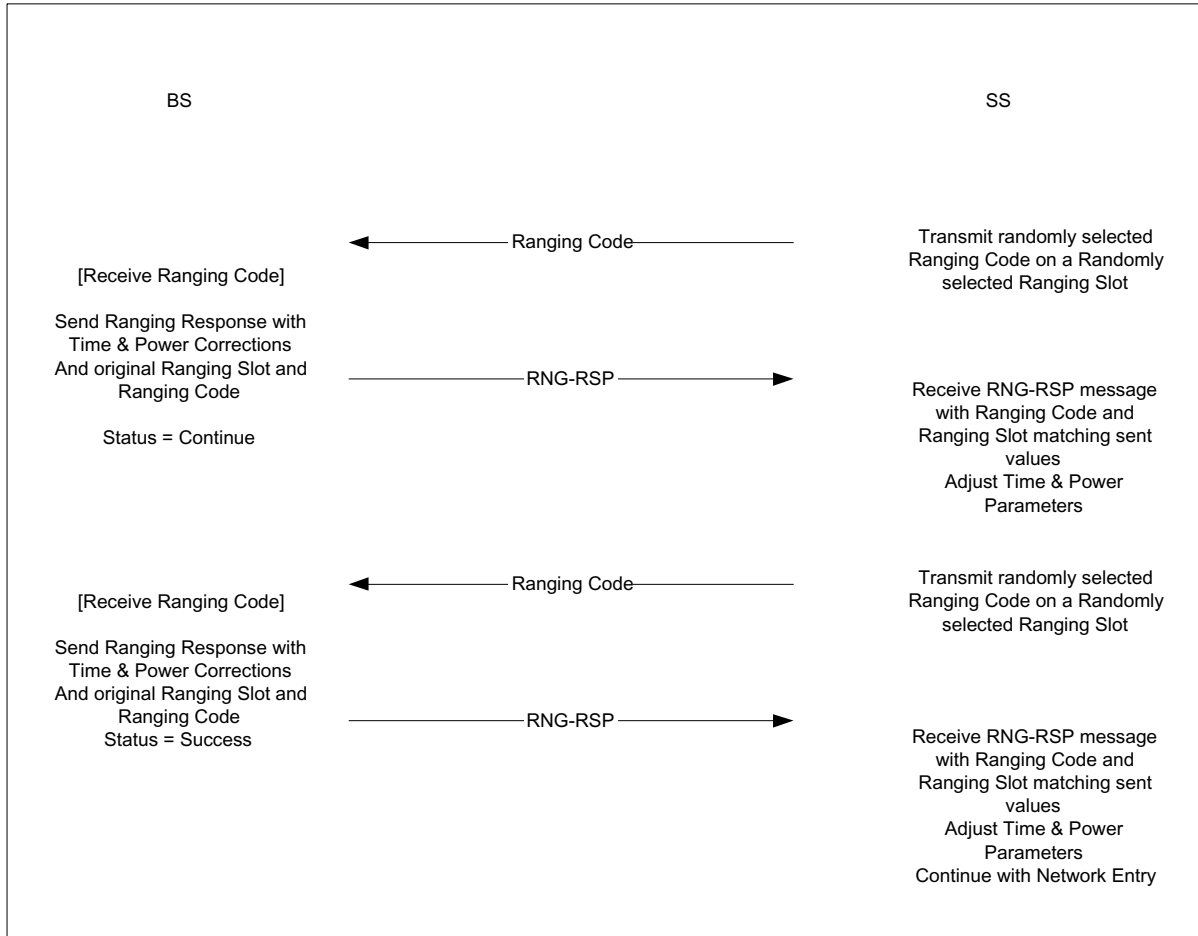 BS
SS
Ranging Code
Transmit randomly selected
Ranging Code on a Randomly
selected Ranging Slot
[Receive Ranging Code]
Send Ranging Response with
Time & Power Corrections
And original Ranging Slot and
Ranging Code
Status = Continue
RNG-RSP
Receive RNG-RSP message
with Ranging Code and
Ranging Slot matching sent
values
Adjust Time & Power
Parameters
Ranging Code
Transmit randomly selected
Ranging Code on a Randomly
selected Ranging Slot
[Receive Ranging Code]
Send Ranging Response with
Time & Power Corrections
And original Ranging Slot and
Ranging Code
Status = Success
RNG-RSP
Receive RNG-RSP message
with Ranging Code and
Ranging Slot matching sent
values
Adjust Time & Power
Parameters
Continue with Network Entry